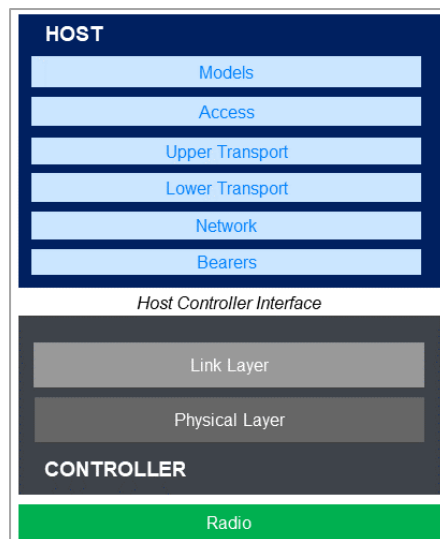 HOST
Models
Access
Upper Transport
Lower Transport
Network
Bearers
Host Controller Interface
Link Layer
Physical Layer
CONTROLLER
Radio